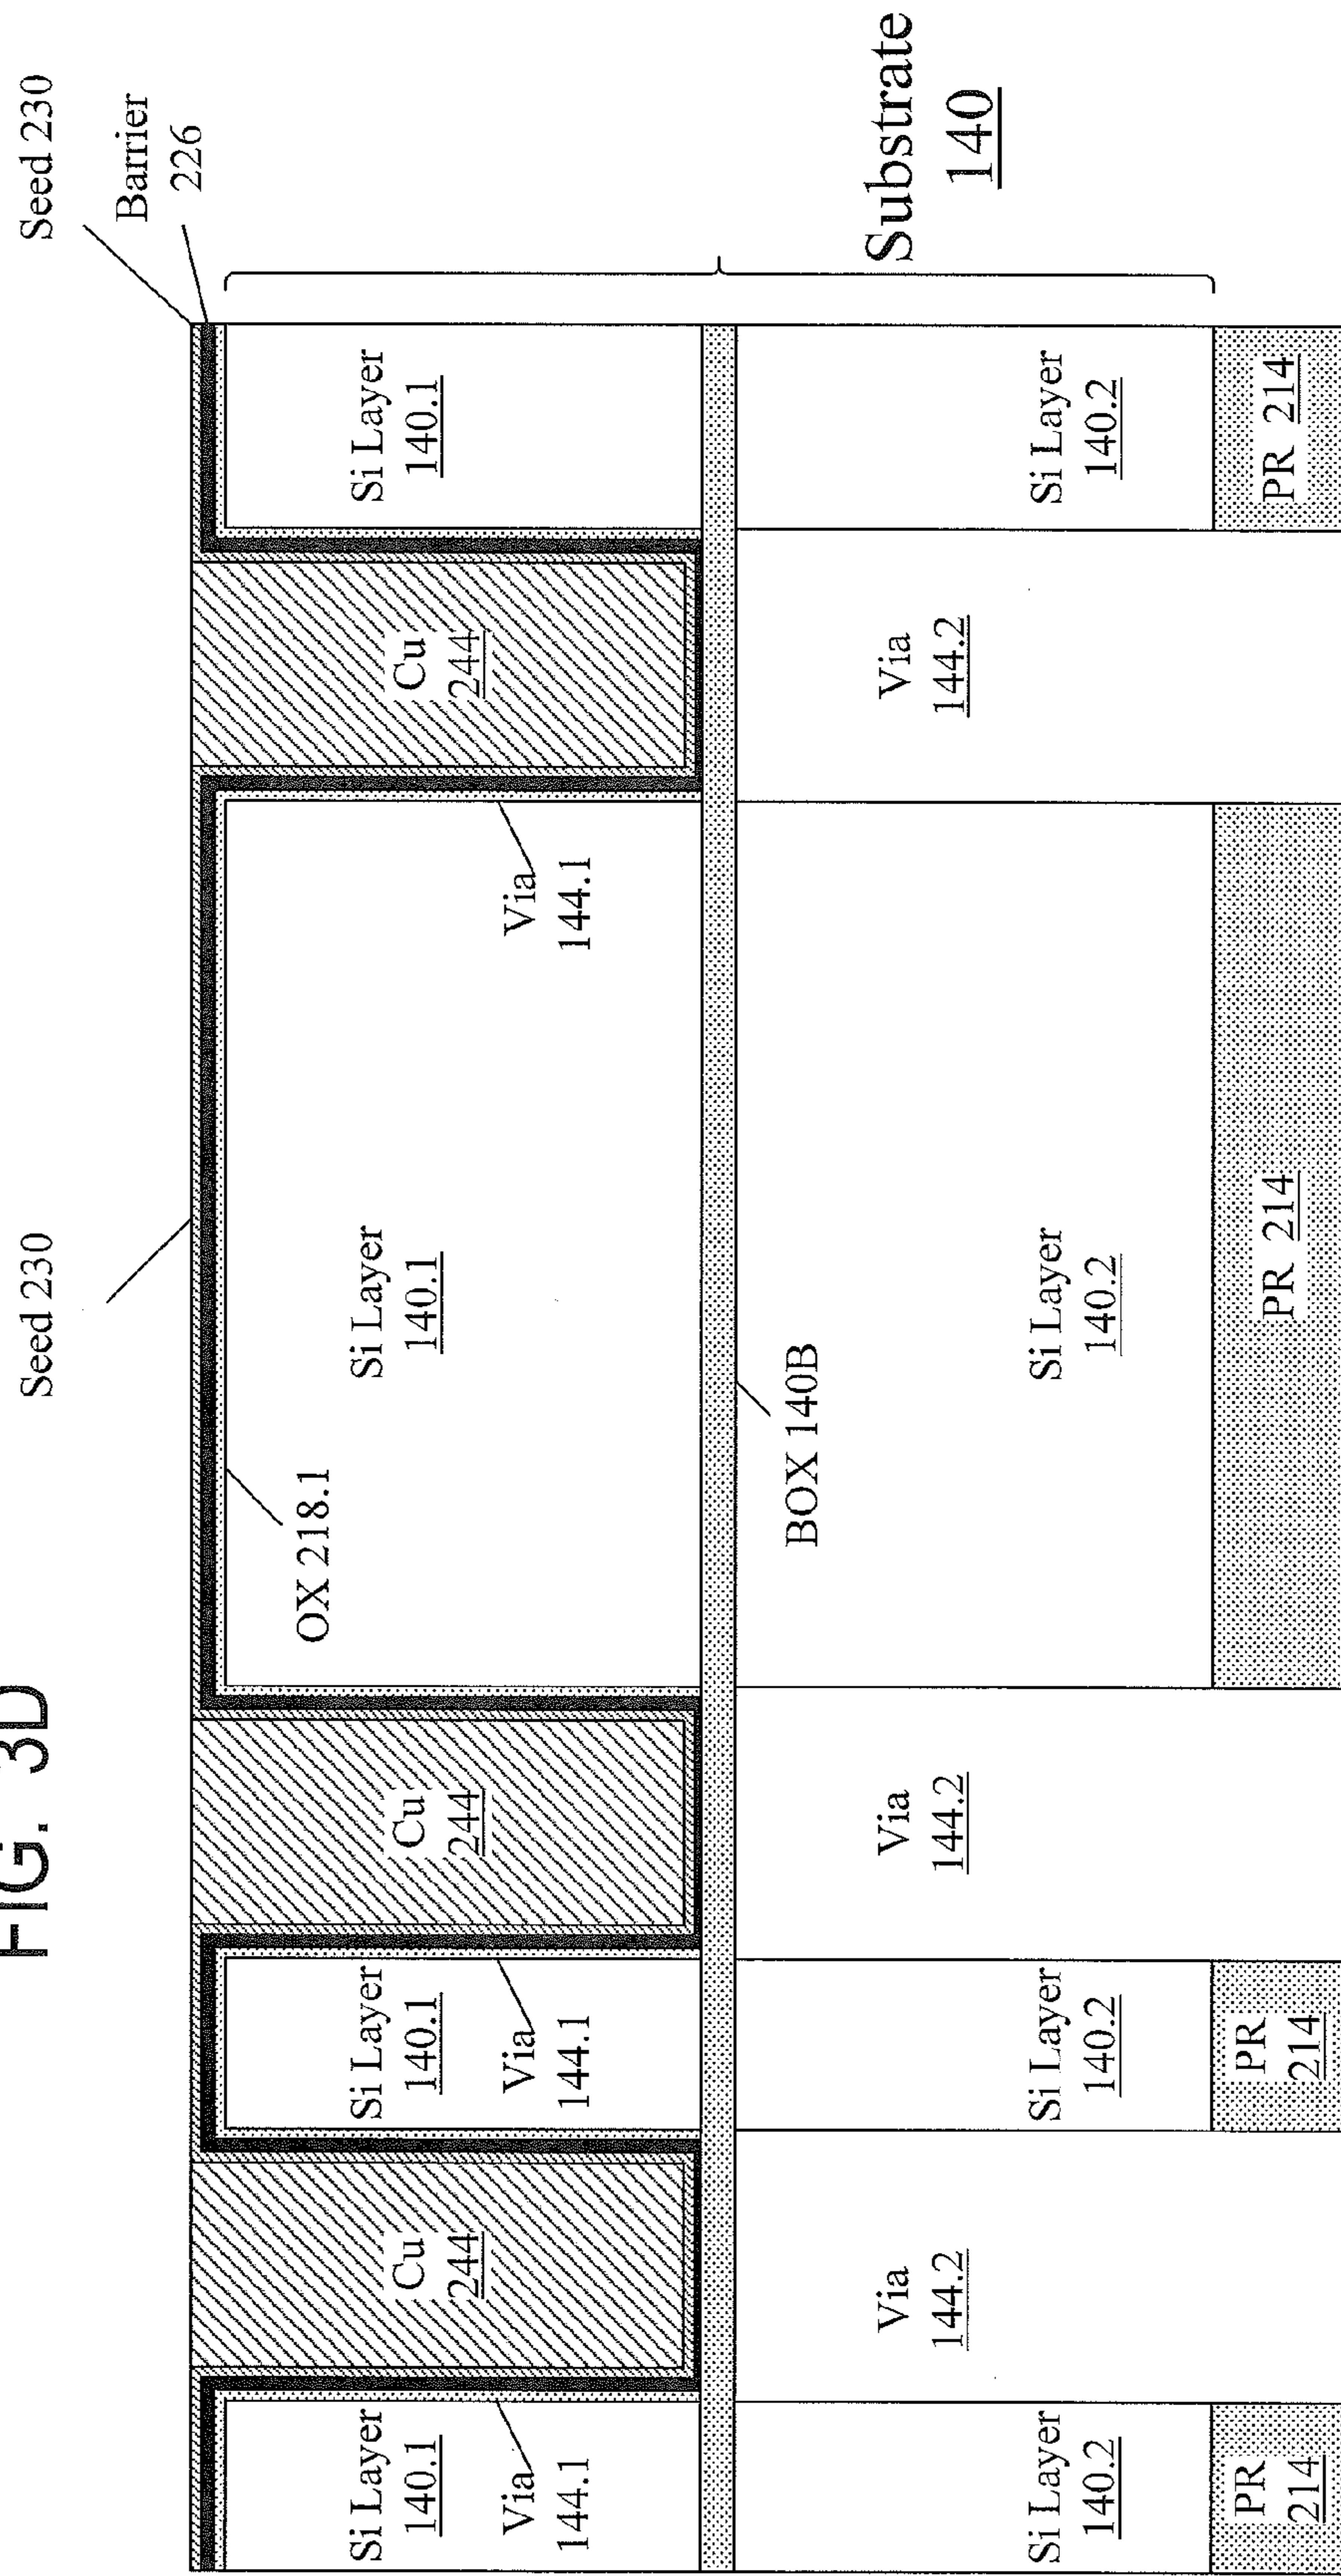 FIG. 3D
Seed 230
Seed 230
Barrier
226
OX 218.1
Si Layer
140.1
Si Layer
140.1
Si Layer
140.1
Si Layer
140.1
Cu
244
Cu
244
Cu
244
Via
144.1
Via
144.1
Via
144.1
BOX 140B
Via
144.2
Via
144.2
Via
144.2
Substrate
140
Si Layer
140.2
Si Layer
140.2
Si Layer
140.2
Si Layer
140.2
PR
214
PR
214
PR 214
PR 214